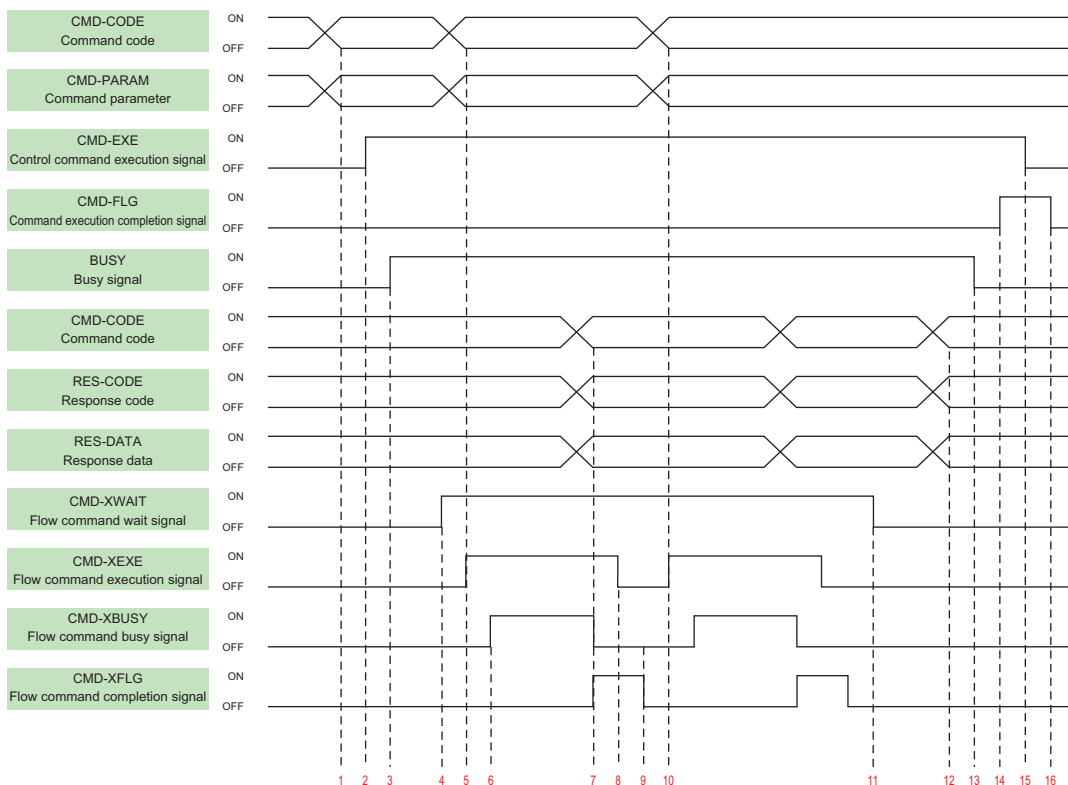 CMD-CODE
Command code
ON
OFF
CMD-PARAM
Command parameter
ON
OFF
CMD-EXE
Control command execution signal
ON
OFF
CMD-FLG
Command execution completion signal
ON
OFF
BUSY
Busy signal
ON
OFF
CMD-CODE
Command code
ON
OFF
RES-CODE
Response code
ON
OFF
RES-DATA
Response data
ON
OFF
CMD-XWAIT
Flow command wait signal
ON
OFF
CMD-XEXE
Flow command execution signal
ON
OFF
CMD-XBUSY
Flow command busy signal
ON
OFF
CMD-XFLG
Flow command completion signal
ON
OFF
1 2 3 4 5 6 7 8 9 10 11 12 13 14 15 16